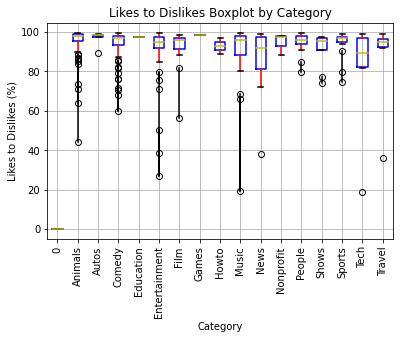 Likes to Dislikes Boxplot by Category
Likes to Dislikes (%)
100
80
60
40
20
0
0
Animals
Autos
Comedy
Education
Entertainment
Film
Games
Howto
Music
News
Nonprofit
People
Shows
Sports
Tech
Travel
Category